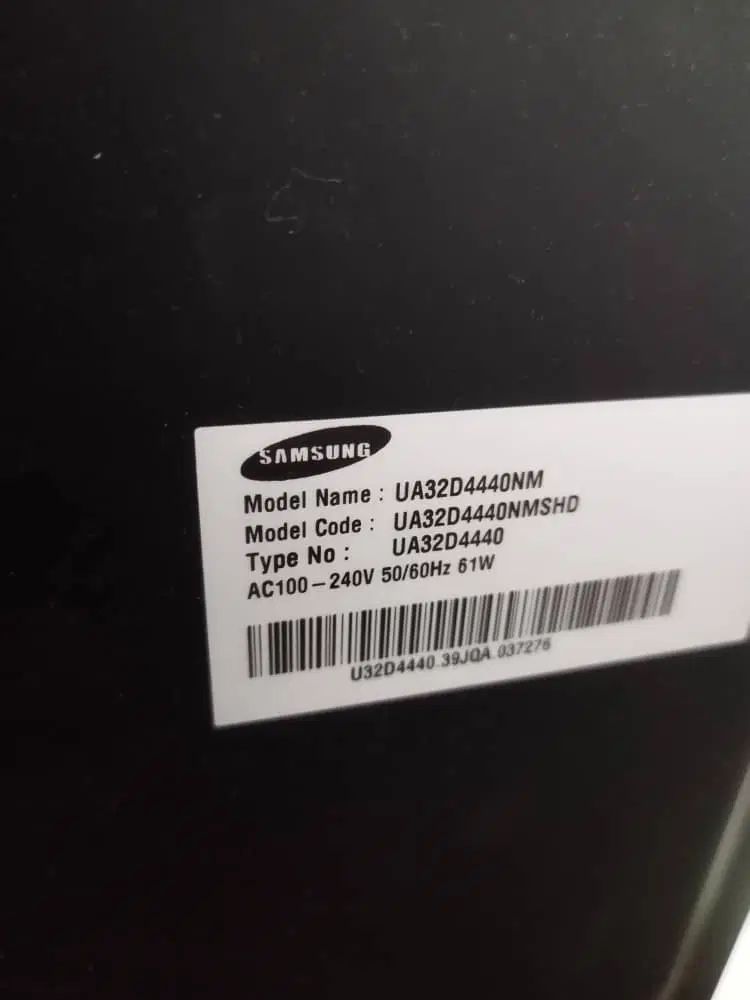 SAMSUNG
Model Name : UA32D4440NM
Model Code : UA32D4440NMSHD
Type No : UA32D4440
AC100-240V 50/60Hz 61W
U32D4440 39JQA 037276